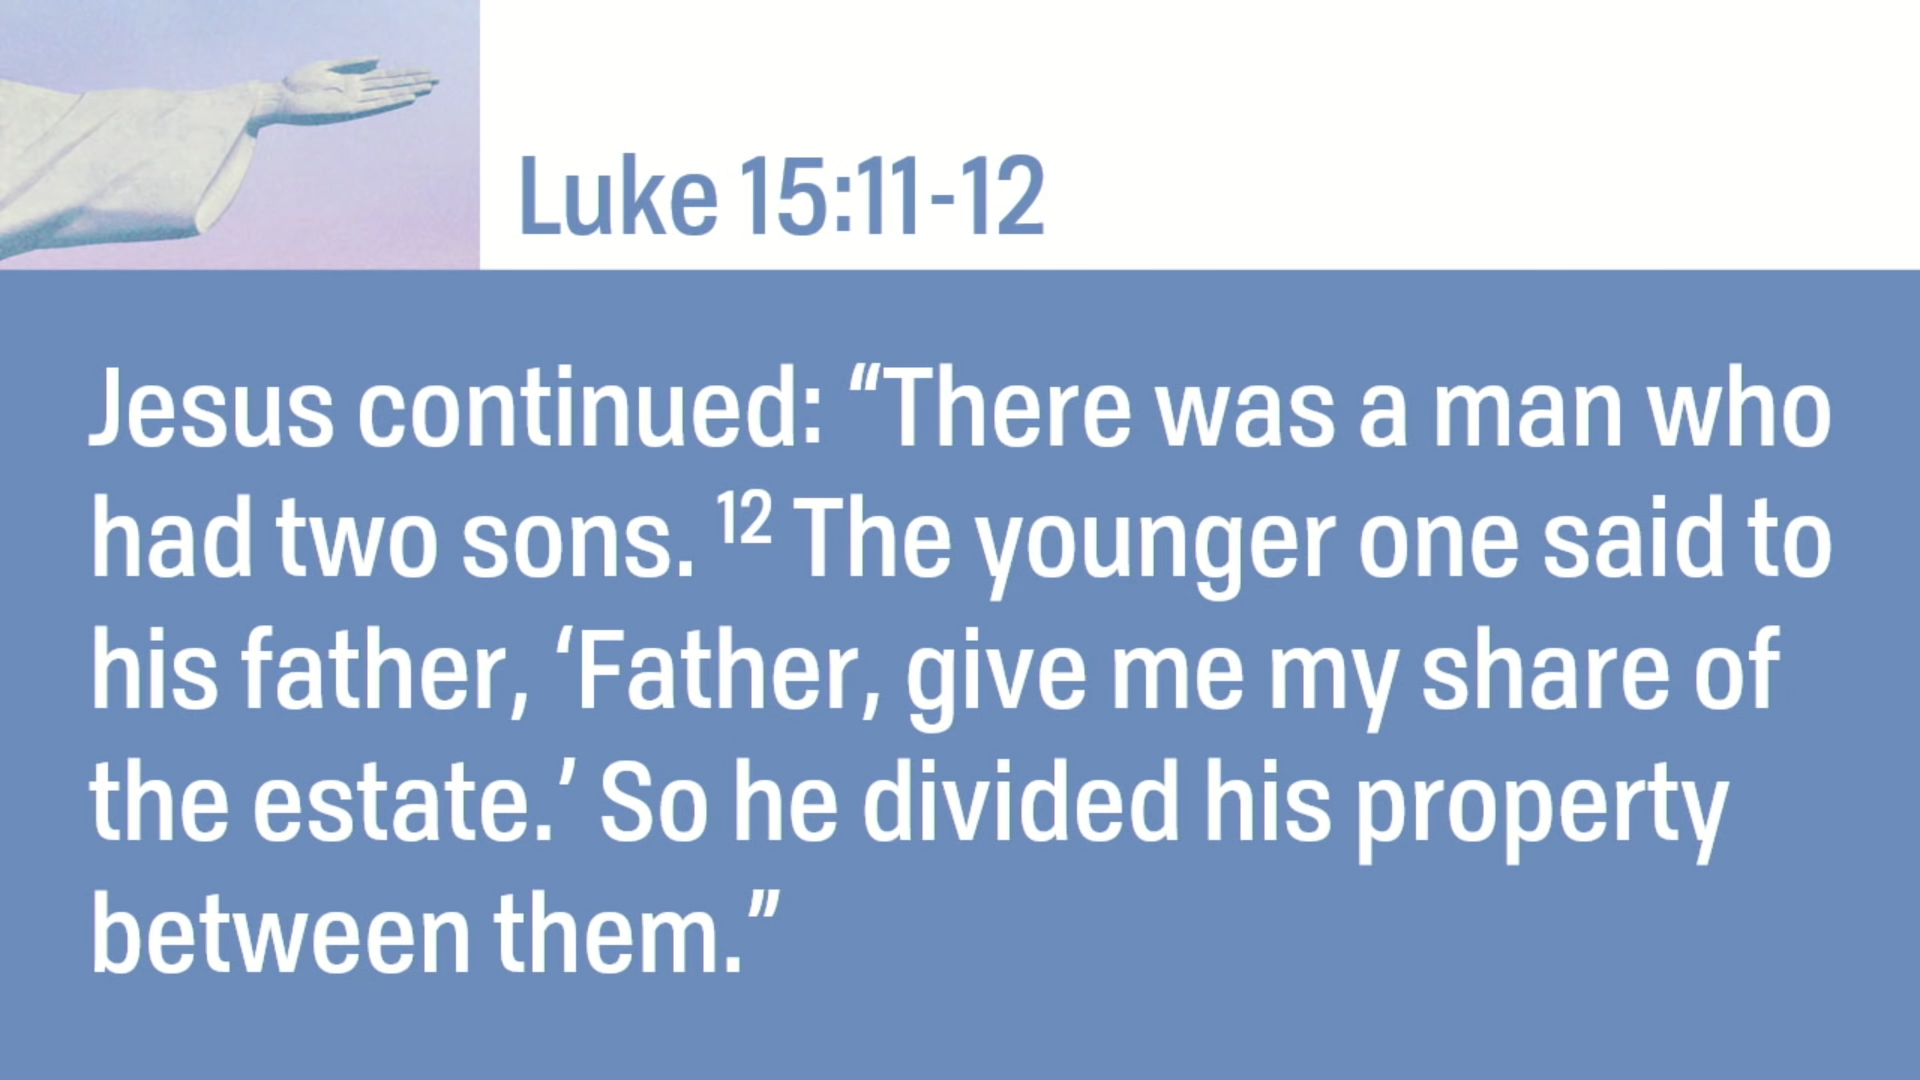 Luke 15:11-12
Jesus continued: “There was a man who
had two sons. ¹² The younger one said to
his father, ‘Father, give me my share of
the estate.’ So he divided his property
between them.”